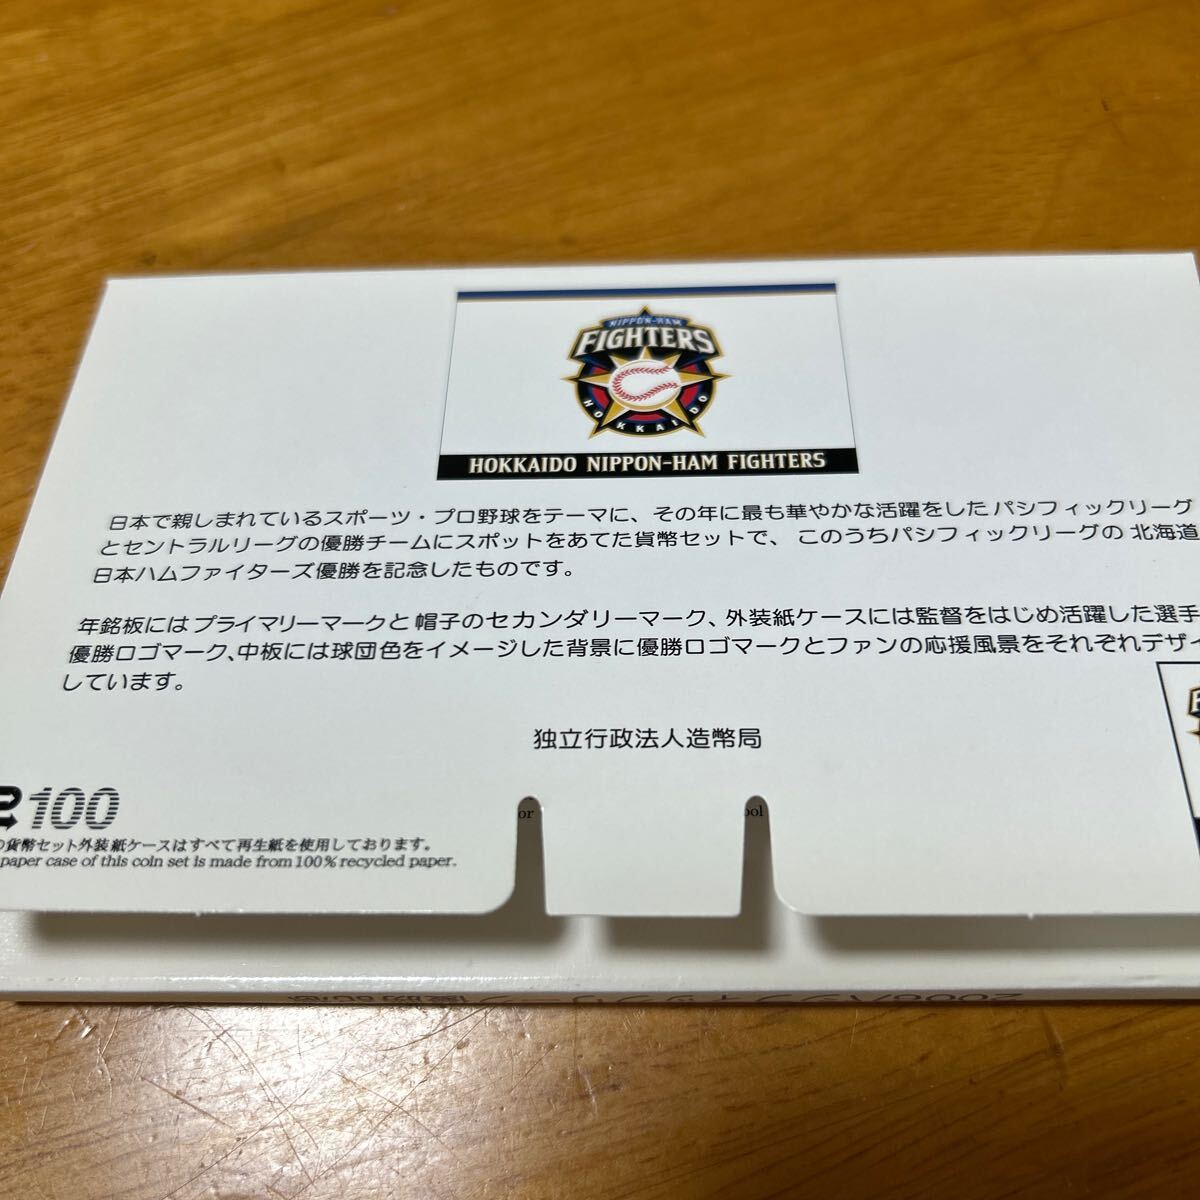 NIPPON-HAM
FIGHTERS
HOKKAIDO
HOKKAIDO NIPPON-HAM FIGHTERS
日本で親しまれているスポーツ・プロ野球をテーマに、その年に最も華やかな活躍をしたパシフィックリーグ
とセントラルリーグの優勝チームにスポットをあてた貨幣セットで、このうちパシフィックリーグの北海道
日本ハムファイターズ優勝を記念したものです。
年銘板にはプライマリーマークと帽子のセカンダリーマーク、外装紙ケースには監督をはじめ活躍した選手
優勝ロゴマーク、中板には球団色をイメージした背景に優勝ロゴマークとファンの応援風景をそれぞれデザイ
しています。
独立行政法人造幣局
100
の貨幣セット外装紙ケースはすべて再生紙を使用しております。
paper case of this coin set is made from 100% recycled paper.
or
ool